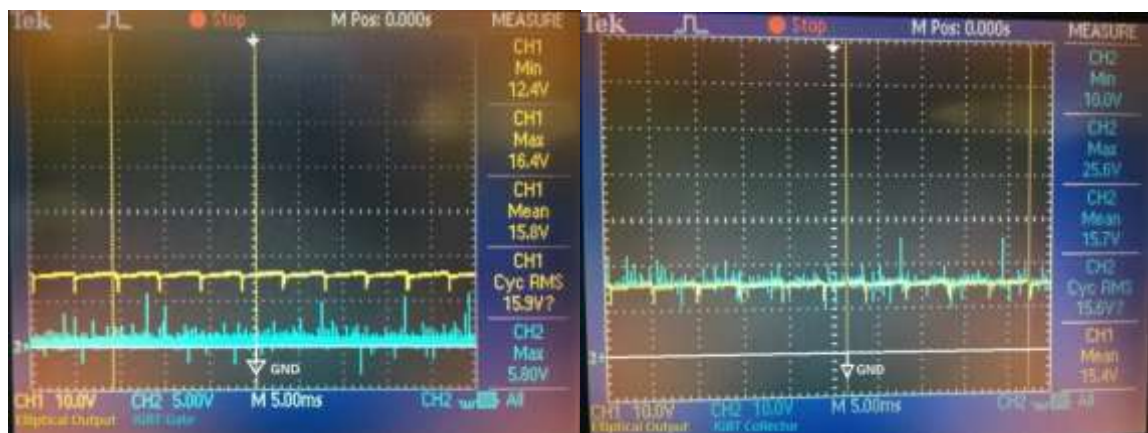 Tek Stop M Pos: 0.000s MEASURE
CH1
Min
12.4V
CH1
Max
16.4V
CH1
Mean
15.8V
CH1
Cyc RMS
15.9V?
CH2
Max
5.80V
2
GND
CH1 10.0V CH2 5.00V M 5.00ms CH2 All
Elliptical Output IGBT Gate
Tek Stop M Pos: 0.000s MEASURE
CH2
Min
10.0V
CH2
Max
25.6V
CH2
Mean
15.7V
CH2
Cyc RMS
15.6V?
CH1
Mean
15.4V
2
GND
CH1 10.0V CH2 10.0V M 5.00ms CH2 All
Elliptical Output IGBT Collector